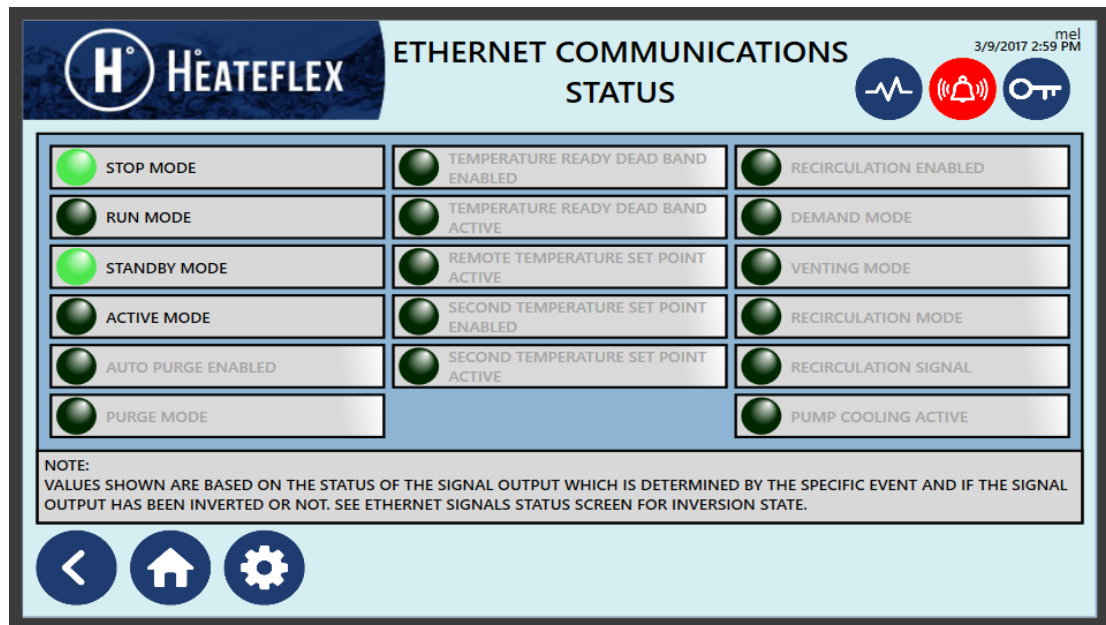 H° HEATEFLEX
ETHERNET COMMUNICATIONS
STATUS
mel
3/9/2017 2:59 PM
STOP MODE
RUN MODE
STANDBY MODE
ACTIVE MODE
AUTO PURGE ENABLED
PURGE MODE
TEMPERATURE READY DEAD BAND
ENABLED
TEMPERATURE READY DEAD BAND
ACTIVE
REMOTE TEMPERATURE SET POINT
ACTIVE
SECOND TEMPERATURE SET POINT
ENABLED
SECOND TEMPERATURE SET POINT
ACTIVE
RECIRCULATION ENABLED
DEMAND MODE
VENTING MODE
RECIRCULATION MODE
RECIRCULATION SIGNAL
PUMP COOLING ACTIVE
NOTE:
VALUES SHOWN ARE BASED ON THE STATUS OF THE SIGNAL OUTPUT WHICH IS DETERMINED BY THE SPECIFIC EVENT AND IF THE SIGNAL
OUTPUT HAS BEEN INVERTED OR NOT. SEE ETHERNET SIGNALS STATUS SCREEN FOR INVERSION STATE.